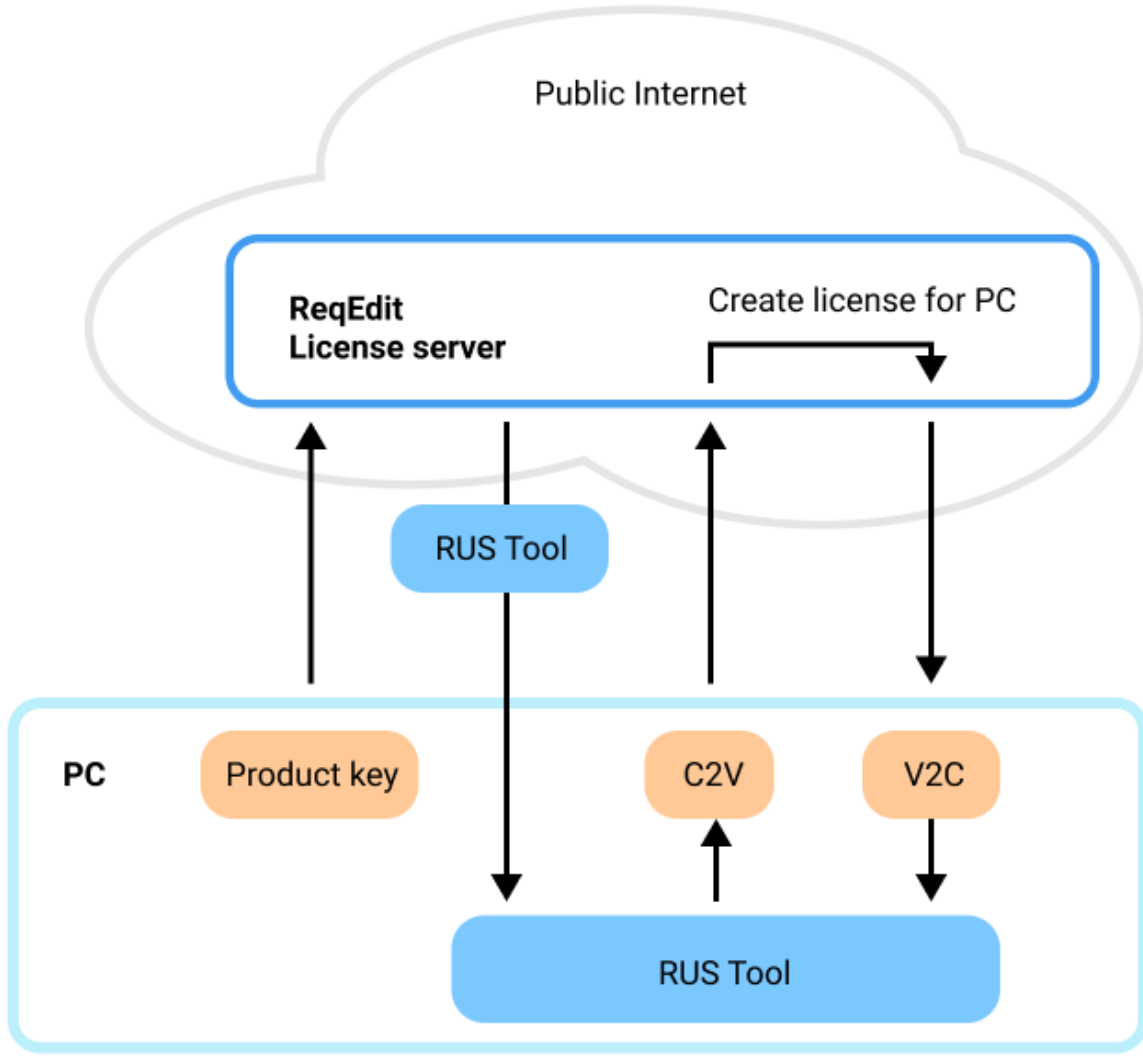 Public Internet
ReqEdit
License server
Create license for PC
RUS Tool
PC
Product key
C2V
V2C
RUS Tool